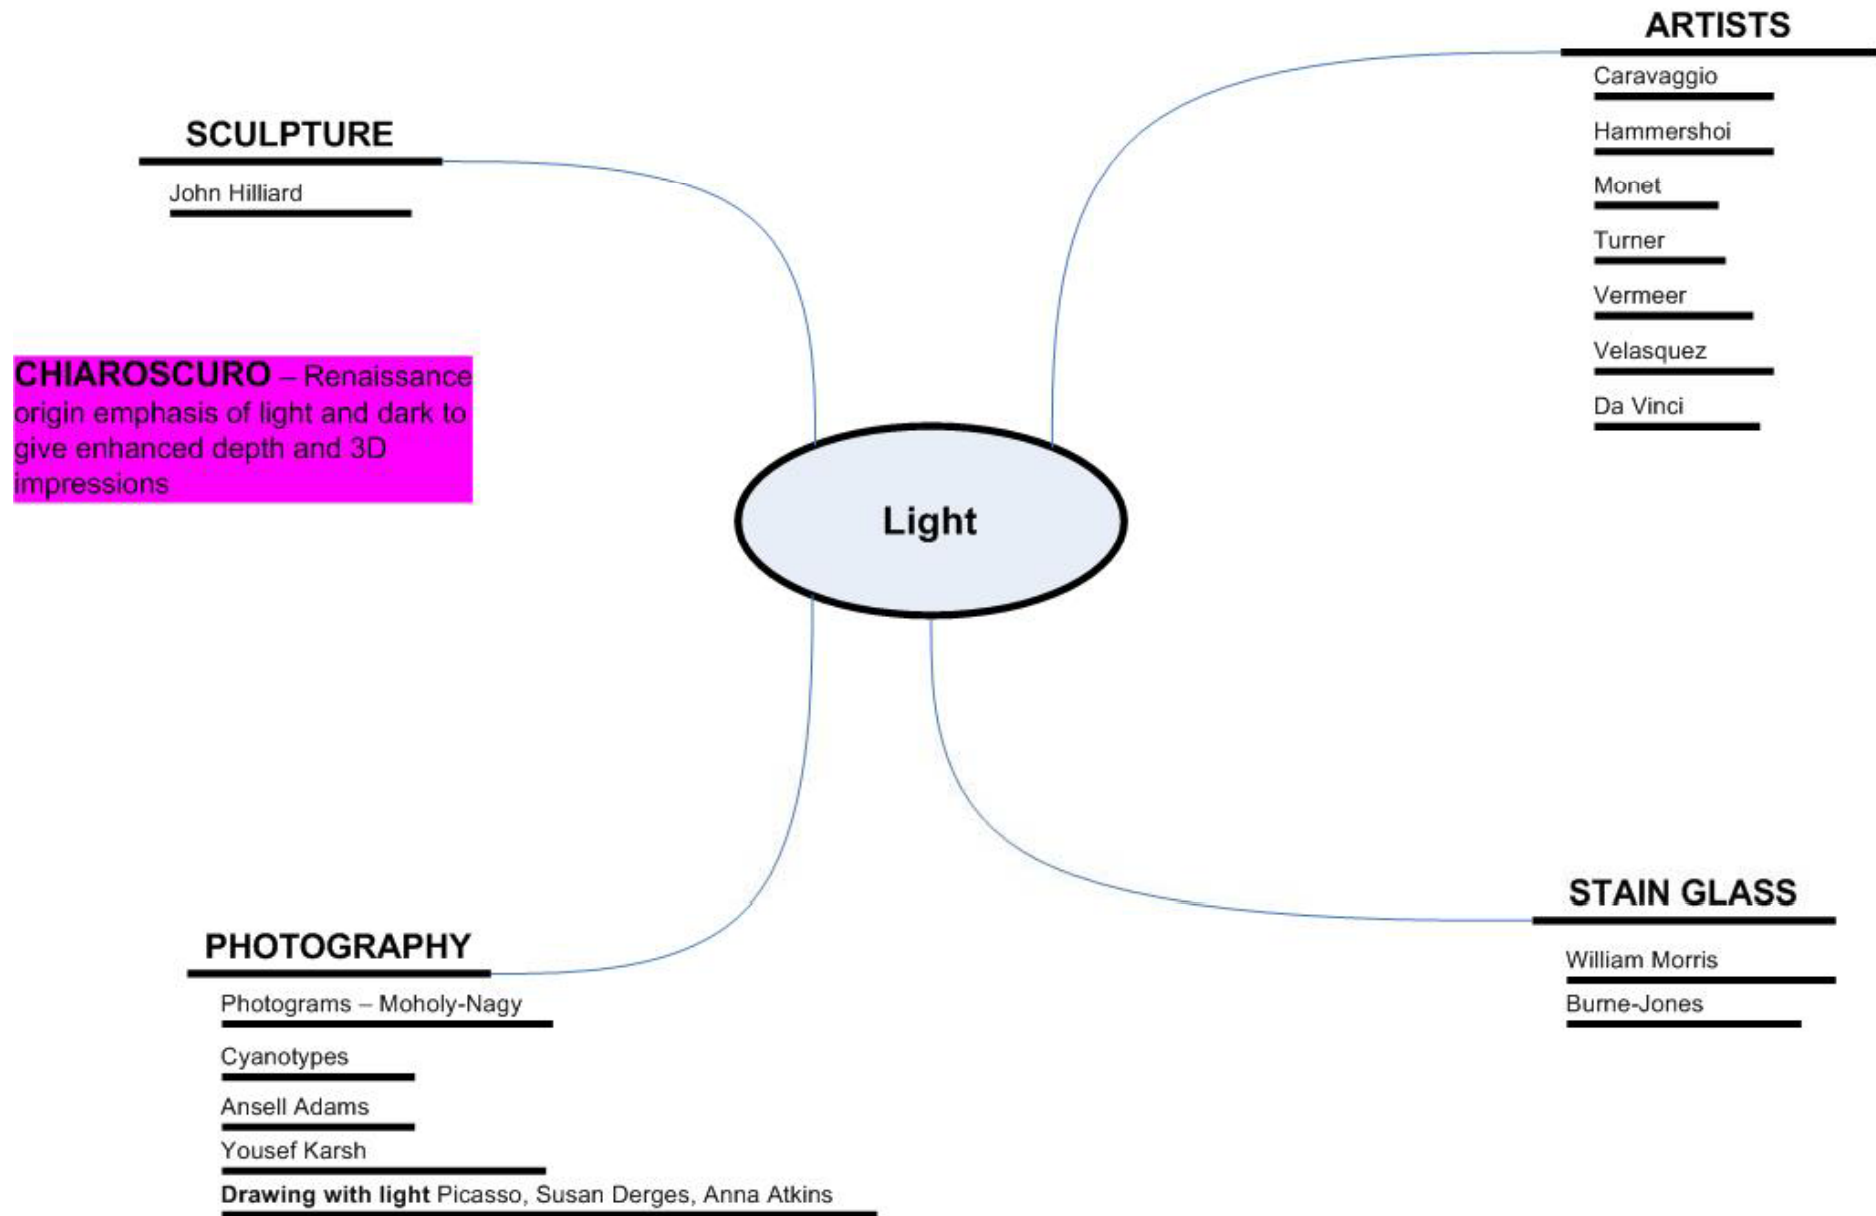 ARTISTS
Caravaggio
Hammershoi
Monet
Turner
Vermeer
Velasquez
Da Vinci
SCULPTURE
John Hilliard
CHIAROSCURO – Renaissance
origin emphasis of light and dark to
give enhanced depth and 3D
impressions
Light
STAIN GLASS
William Morris
Burne-Jones
PHOTOGRAPHY
Photograms – Moholy-Nagy
Cyanotypes
Ansell Adams
Yousef Karsh
Drawing with light Picasso, Susan Derges, Anna Atkins